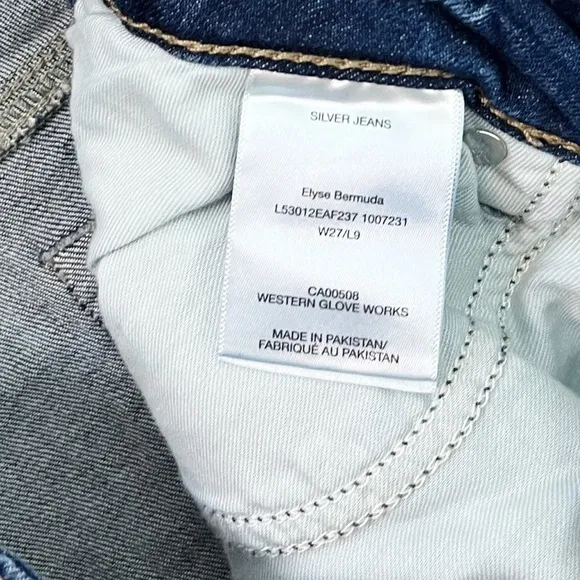 SILVER JEANS
Elyse Bermuda
L53012EAF237 1007231
W27/L9
CA00508
WESTERN GLOVE WORKS
MADE IN PAKISTAN/
FABRIQUÉ AU PAKISTAN